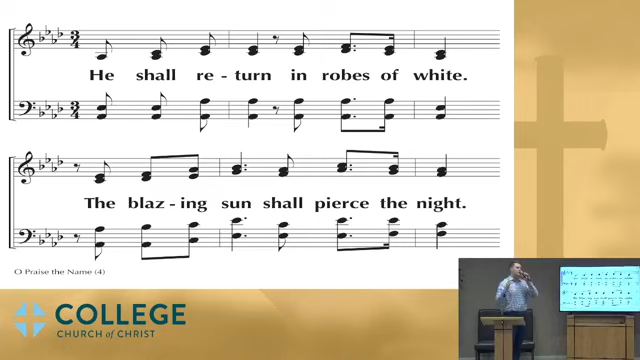 He shall re - turn in robes of white.
The blaz - ing sun shall pierce the night.
O Praise the Name (4)
COLLEGE
CHURCH of CHRIST